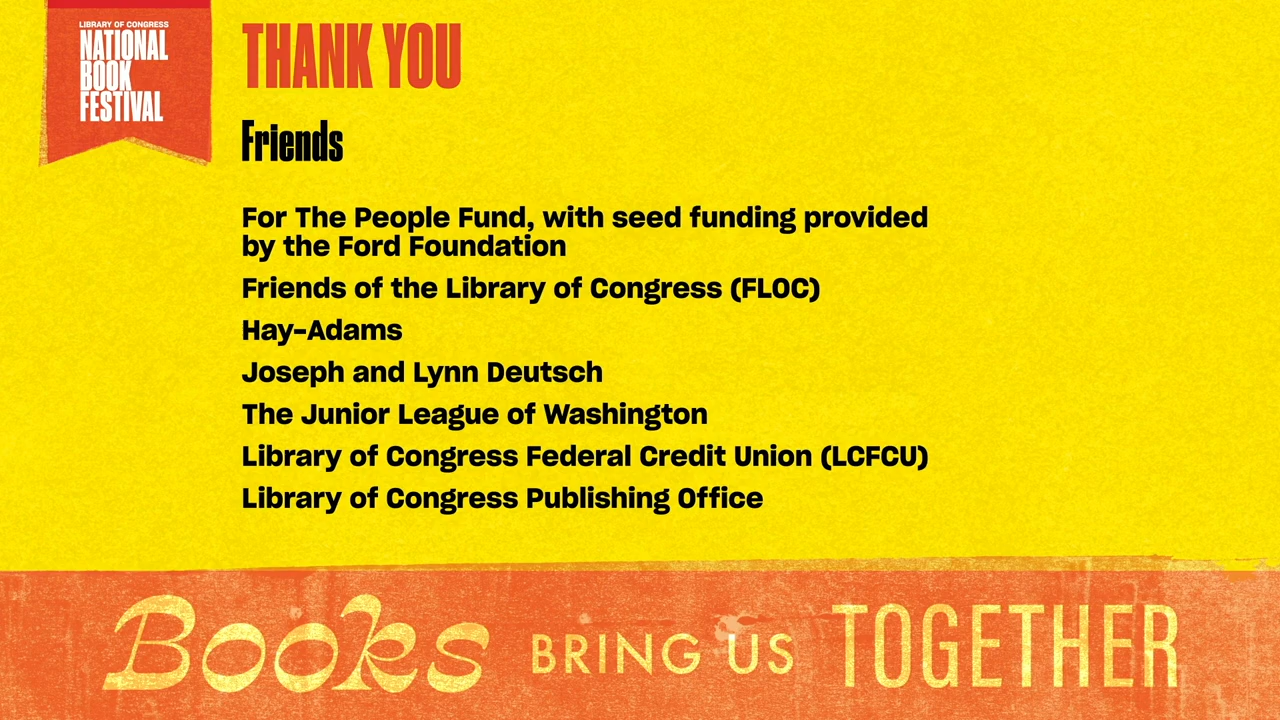 LIBRARY OF CONGRESS
NATIONAL
BOOK
FESTIVAL
THANK YOU
Friends
For The People Fund, with seed funding provided
by the Ford Foundation
Friends of the Library of Congress (FLOC)
Hay-Adams
Joseph and Lynn Deutsch
The Junior League of Washington
Library of Congress Federal Credit Union (LCFCU)
Library of Congress Publishing Office
Books BRING US TOGETHER